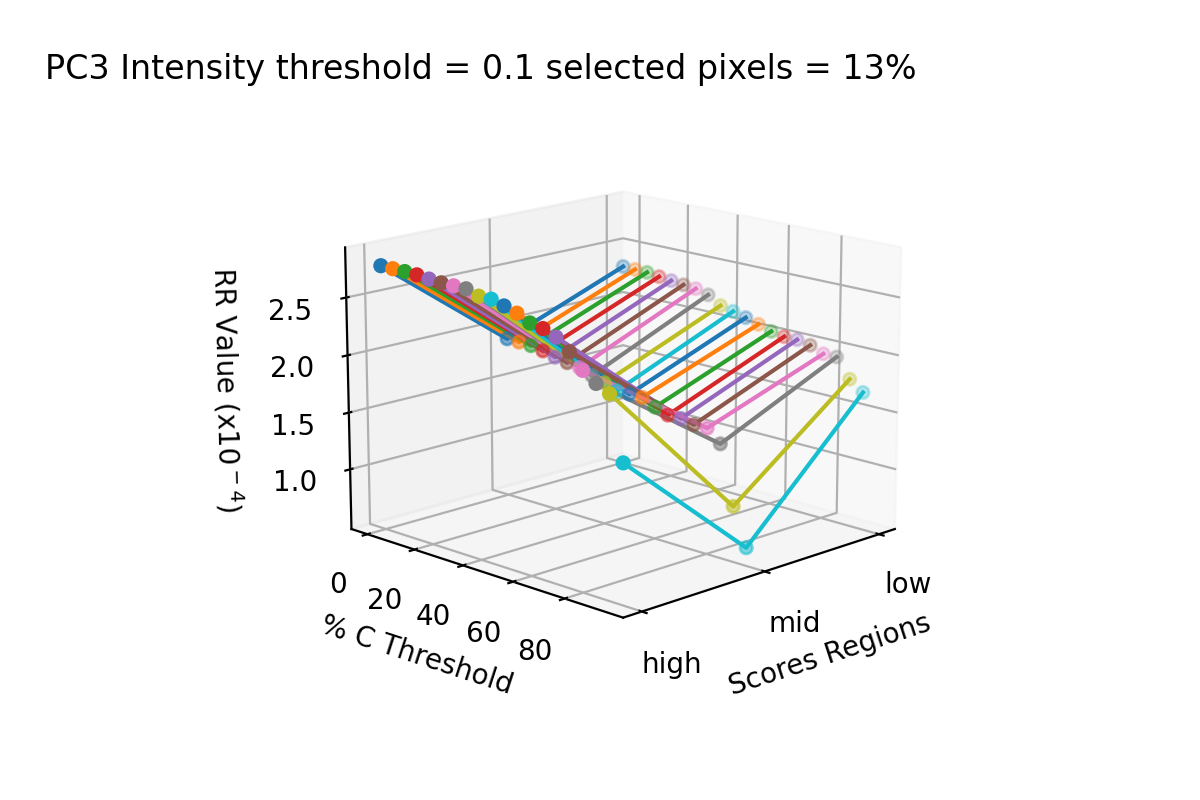 PC3 Intensity threshold = 0.1 selected pixels = 13%
RR Value (x10⁻⁴)
2.5
2.0
1.5
1.0
0
20
40
60
80
% C Threshold
high
mid
low
Scores Regions